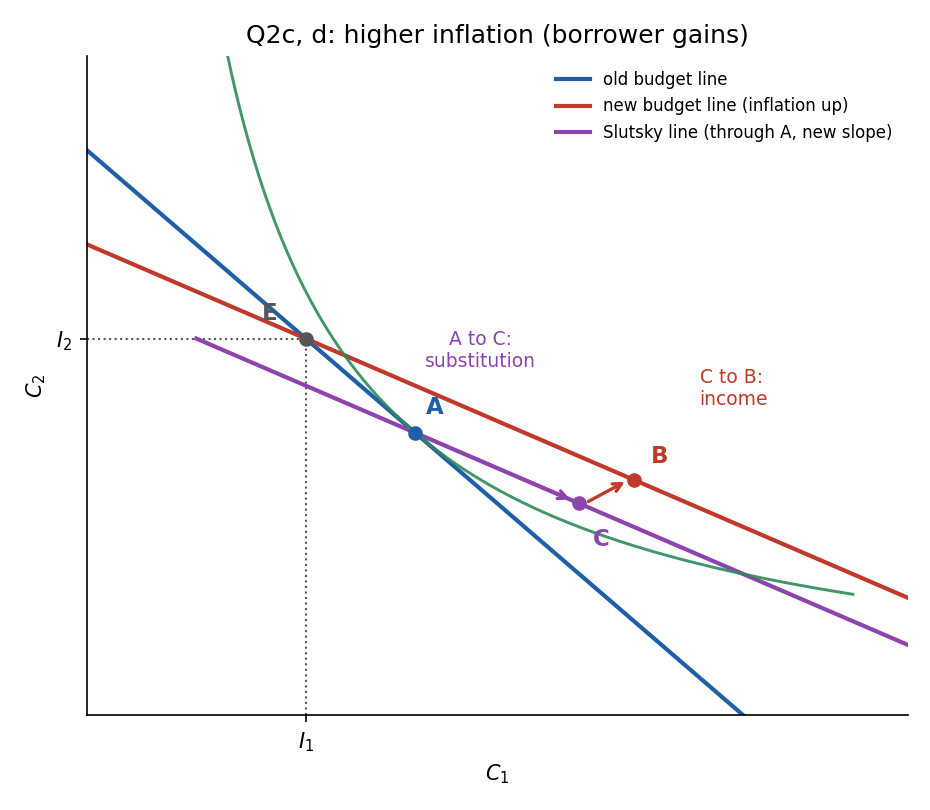 Q2c, d: higher inflation (borrower gains)
old budget line
new budget line (inflation up)
Slutsky line (through A, new slope)
E
I₂
A to C:
substitution
C to B:
income
C₂
A
B
C
I₁
C₁